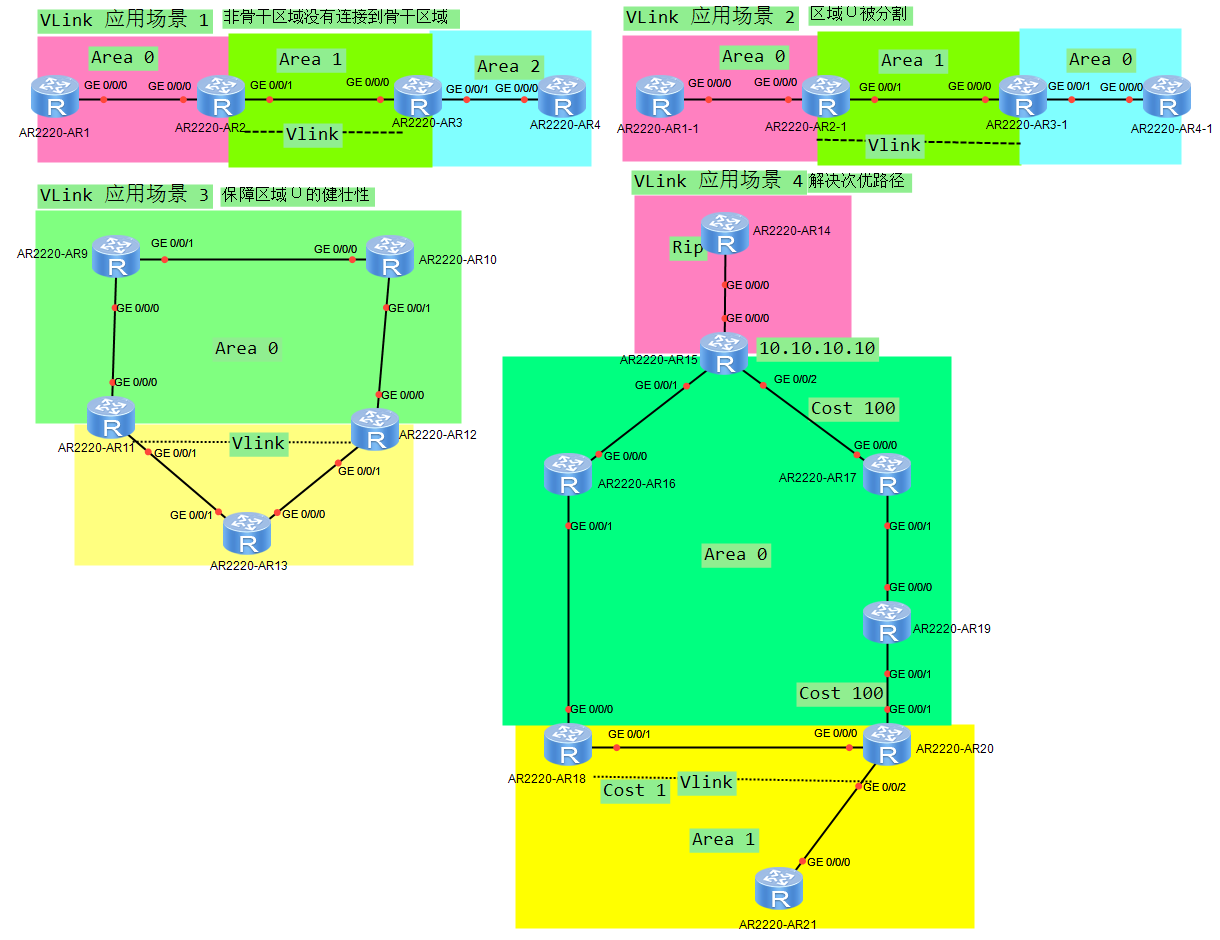 VLink 应用场景 1
非骨干区域没有连接到骨干区域
Area 0
Area 1
Area 2
GE 0/0/0
GE 0/0/0
GE 0/0/1
GE 0/0/0
GE 0/0/1
GE 0/0/0
R
R
R
R
AR2220-AR1
AR2220-AR2
AR2220-AR3
AR2220-AR4
Vlink
VLink 应用场景 2
区域0被分割
Area 0
Area 1
Area 0
GE 0/0/0
GE 0/0/0
GE 0/0/1
GE 0/0/0
GE 0/0/1
GE 0/0/0
R
R
R
R
AR2220-AR1-1
AR2220-AR2-1
AR2220-AR3-1
AR2220-AR4-1
Vlink
VLink 应用场景 3
保障区域0的健壮性
AR2220-AR9
GE 0/0/1
GE 0/0/0
AR2220-AR10
R
R
GE 0/0/0
GE 0/0/1
Area 0
GE 0/0/0
GE 0/0/0
R
R
AR2220-AR11
AR2220-AR12
Vlink
GE 0/0/1
GE 0/0/1
GE 0/0/1
GE 0/0/0
R
AR2220-AR13
VLink 应用场景 4
解决次优路径
Rip
R
AR2220-AR14
GE 0/0/0
GE 0/0/0
10.10.10.10
AR2220-AR15
R
GE 0/0/1
GE 0/0/2
Cost 100
GE 0/0/0
GE 0/0/0
R
AR2220-AR16
AR2220-AR17
R
GE 0/0/1
GE 0/0/1
Area 0
GE 0/0/0
R
AR2220-AR19
GE 0/0/1
Cost 100
GE 0/0/0
GE 0/0/1
R
GE 0/0/1
GE 0/0/0
R
AR2220-AR20
AR2220-AR18
Cost 1
Vlink
GE 0/0/2
Area 1
GE 0/0/0
R
AR2220-AR21